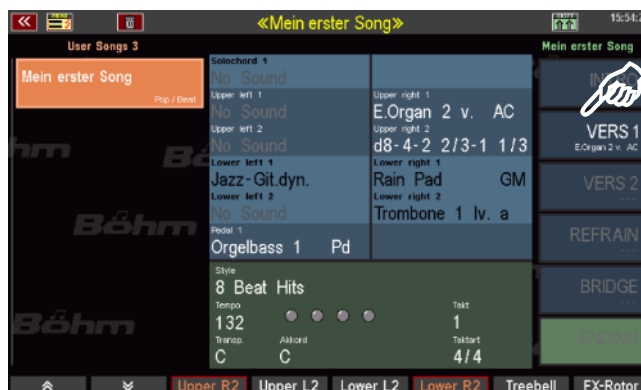 «Mein erster Song»
15:54:2
User Songs 3
Mein erster Song
Mein erster Song
Pop / Beat
Solochord 1
No Sound
Upper left 1
No Sound
Upper right 1
E.Organ 2 v. AC
Upper left 2
No Sound
Upper right 2
d8-4-2 2/3-1 1/3
Lower left 1
Jazz-Git.dyn.
Lower right 1
Rain Pad GM
Lower left 2
No Sound
Lower right 2
Trombone 1 lv. a
Pedal 1
Orgelbass 1 Pd
Style
8 Beat Hits
Tempo
132
Takt
1
Transp.
C
Akkord
C
Taktart
4/4
VERS 1
E.Organ 2 v. AC
VERS 2
REFRAIN
BRIDGE
ENDING
Böhm
Böhm
Upper R2 Upper L2 Lower L2 Lower R2 Treebell FX-Rotor